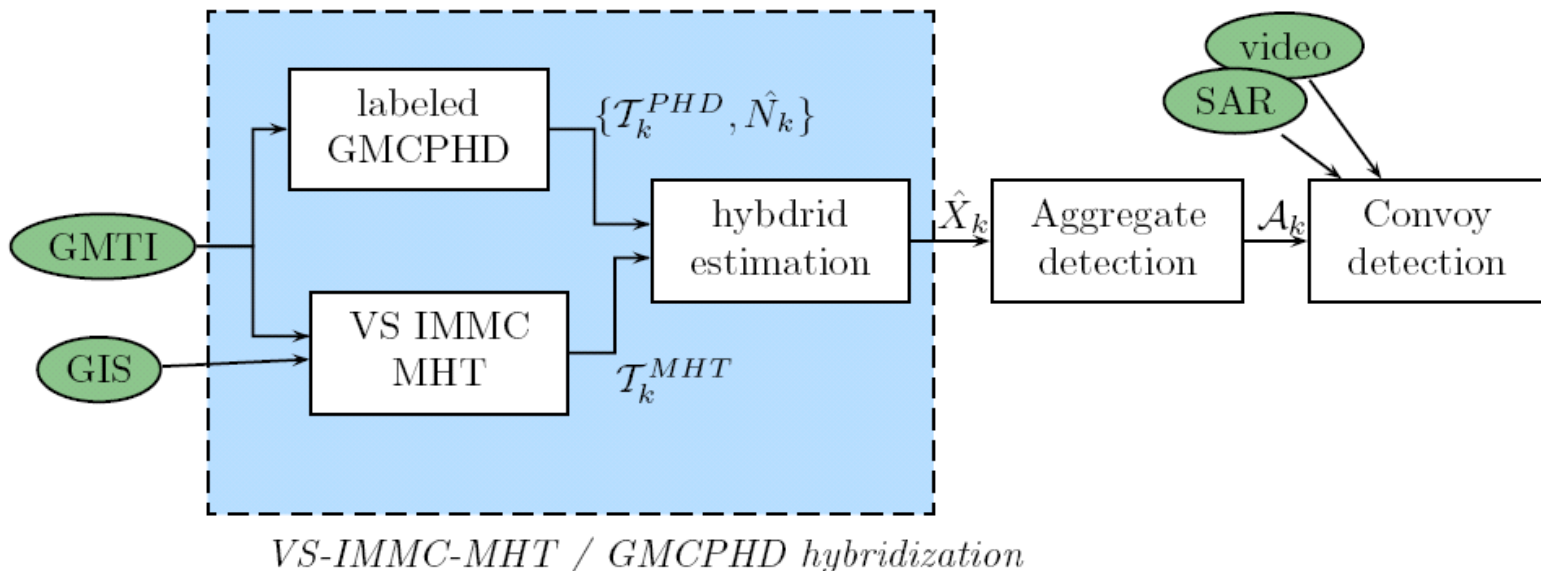 video
SAR
labeled
GMCPHD
{𝒯_k^{PHD}, N̂_k}
GMTI
hybdrid
estimation
X̂_k
Aggregate
detection
𝒜_k
Convoy
detection
VS IMMC
MHT
GIS
𝒯_k^{MHT}
VS-IMMC-MHT / GMCPHD hybridization